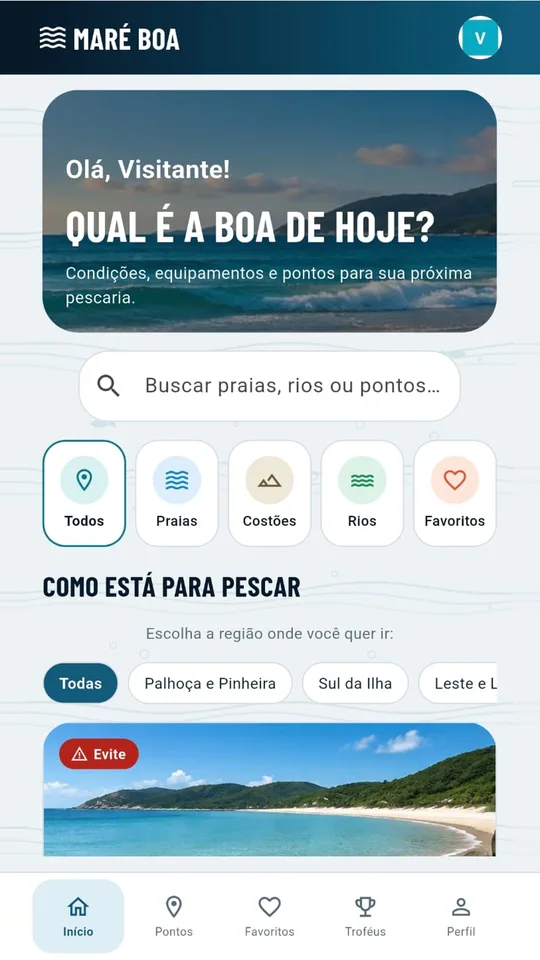 MARÉ BOA
V
Olá, Visitante!
QUAL É A BOA DE HOJE?
Condições, equipamentos e pontos para sua próxima
pescaria.
Buscar praias, rios ou pontos…
Todos
Praias
Costões
Rios
Favoritos
COMO ESTÁ PARA PESCAR
Escolha a região onde você quer ir:
Todas
Palhoça e Pinheira
Sul da Ilha
Leste e L
Evite
Início
Pontos
Favoritos
Troféus
Perfil